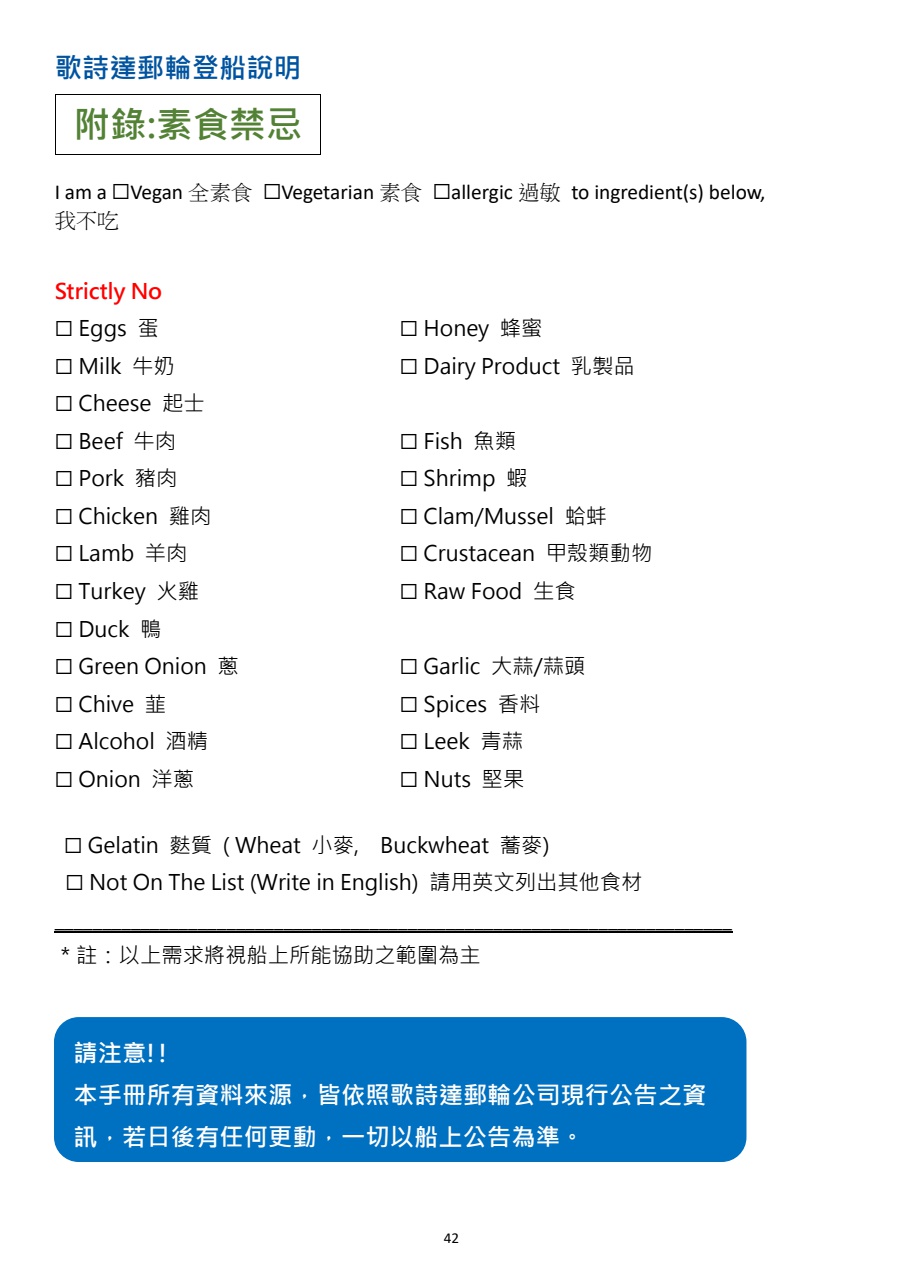 歌詩達郵輪登船說明
附錄:素食禁忌
I am a ☐Vegan 全素食 ☐Vegetarian 素食 ☐allergic 過敏 to ingredient(s) below,
我不吃
Strictly No
☐ Eggs 蛋 ☐ Honey 蜂蜜
☐ Milk 牛奶 ☐ Dairy Product 乳製品
☐ Cheese 起士
☐ Beef 牛肉 ☐ Fish 魚類
☐ Pork 豬肉 ☐ Shrimp 蝦
☐ Chicken 雞肉 ☐ Clam/Mussel 蛤蚌
☐ Lamb 羊肉 ☐ Crustacean 甲殼類動物
☐ Turkey 火雞 ☐ Raw Food 生食
☐ Duck 鴨
☐ Green Onion 蔥 ☐ Garlic 大蒜/蒜頭
☐ Chive 韮 ☐ Spices 香料
☐ Alcohol 酒精 ☐ Leek 青蒜
☐ Onion 洋蔥 ☐ Nuts 堅果
☐ Gelatin 麩質 ( Wheat 小麥, Buckwheat 蕎麥)
☐ Not On The List (Write in English) 請用英文列出其他食材
* 註：以上需求將視船上所能協助之範圍為主
請注意!!
本手冊所有資料來源，皆依照歌詩達郵輪公司現行公告之資
訊，若日後有任何更動，一切以船上公告為準。
42